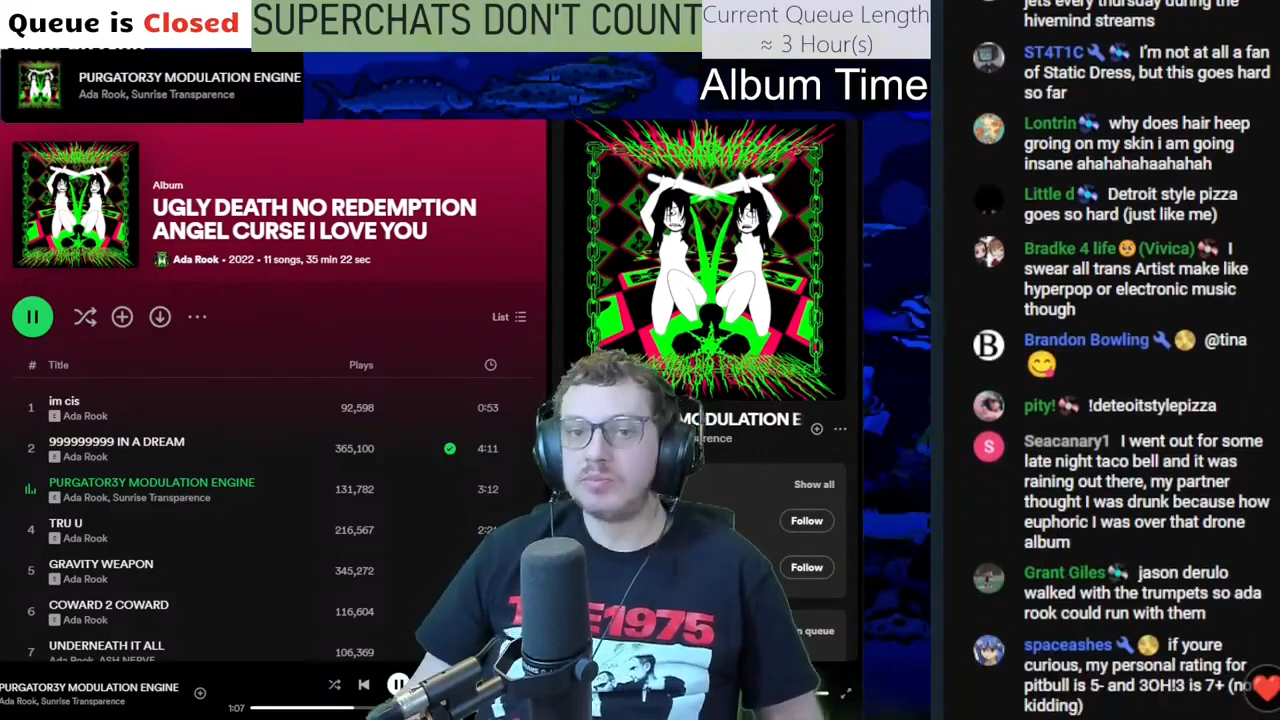 Queue is Closed
SUPERCHATS DON'T COUNT
Current Queue Length
≈ 3 Hour(s)
Album Time
PURGATOR3Y MODULATION ENGINE
Ada Rook, Sunrise Transparence
Album
UGLY DEATH NO REDEMPTION
ANGEL CURSE I LOVE YOU
Ada Rook • 2022 • 11 songs, 35 min 22 sec
List
# Title Plays
1 im cis 92,598 0:53
E Ada Rook
2 999999999 IN A DREAM 365,100 4:11
E Ada Rook
PURGATOR3Y MODULATION ENGINE 131,782 3:12
E Ada Rook, Sunrise Transparence
4 TRU U 216,567
E Ada Rook
5 GRAVITY WEAPON 345,272
E Ada Rook
6 COWARD 2 COWARD 116,604
E Ada Rook
7 UNDERNEATH IT ALL 106,369
Ada Rook, ASH NERVE
PURGATOR3Y MODULATION ENGINE
Sunrise Transparence
1:07
MODULATION E
Show all
Follow
Follow
n queue
1975
jets every thursday during the
hivemind streams
ST4T1C I'm not at all a fan
of Static Dress, but this goes hard
so far
Lontrin why does hair heep
groing on my skin i am going
insane ahahahahaahahah
Little d Detroit style pizza
goes so hard (just like me)
Bradke 4 life (Vivica) I
swear all trans Artist make like
hyperpop or electronic music
though
B Brandon Bowling @tina
pity! !deteoitstylepizza
S Seacanary1 I went out for some
late night taco bell and it was
raining out there, my partner
thought I was drunk because how
euphoric I was over that drone
album
Grant Giles jason derulo
walked with the trumpets so ada
rook could run with them
spaceashes if youre
curious, my personal rating for
pitbull is 5- and 3OH!3 is 7+ (no
kidding)